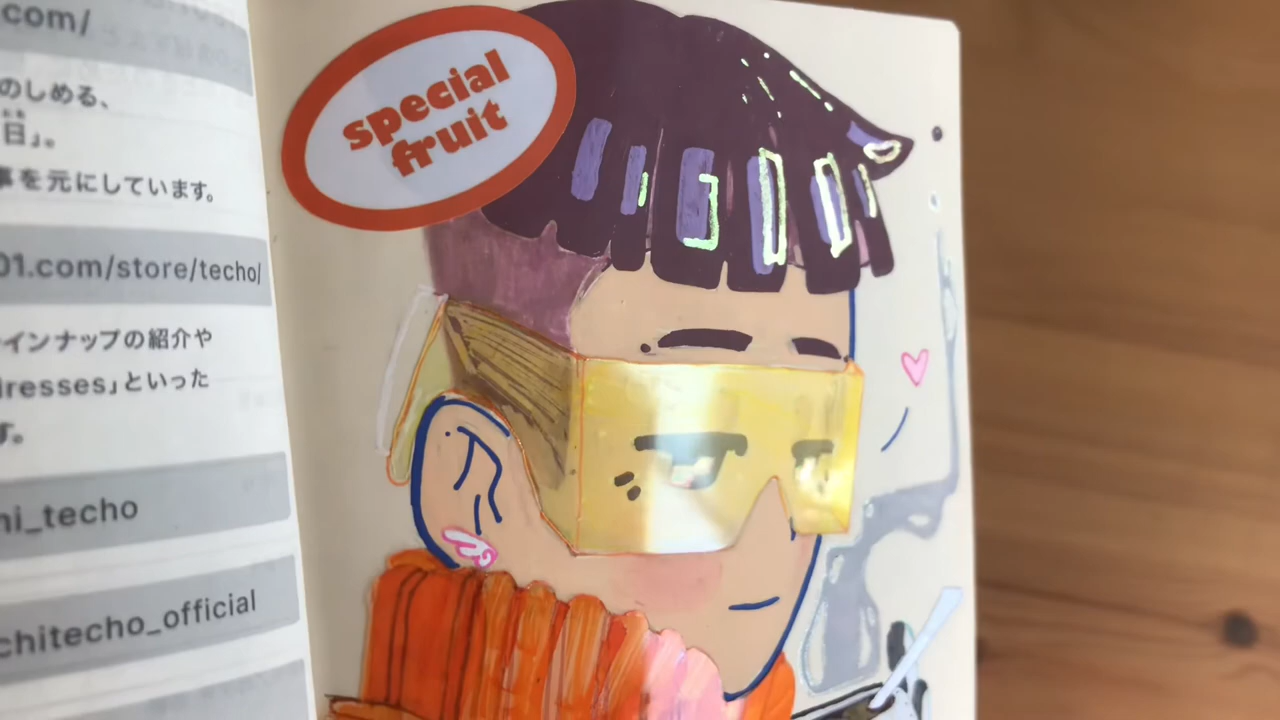 com/
のしめる、
日」。
事を元にしています。
01.com/store/techo/
インナップの紹介や
resses」といった
す。
hi_techo
chitecho_official
special
fruit